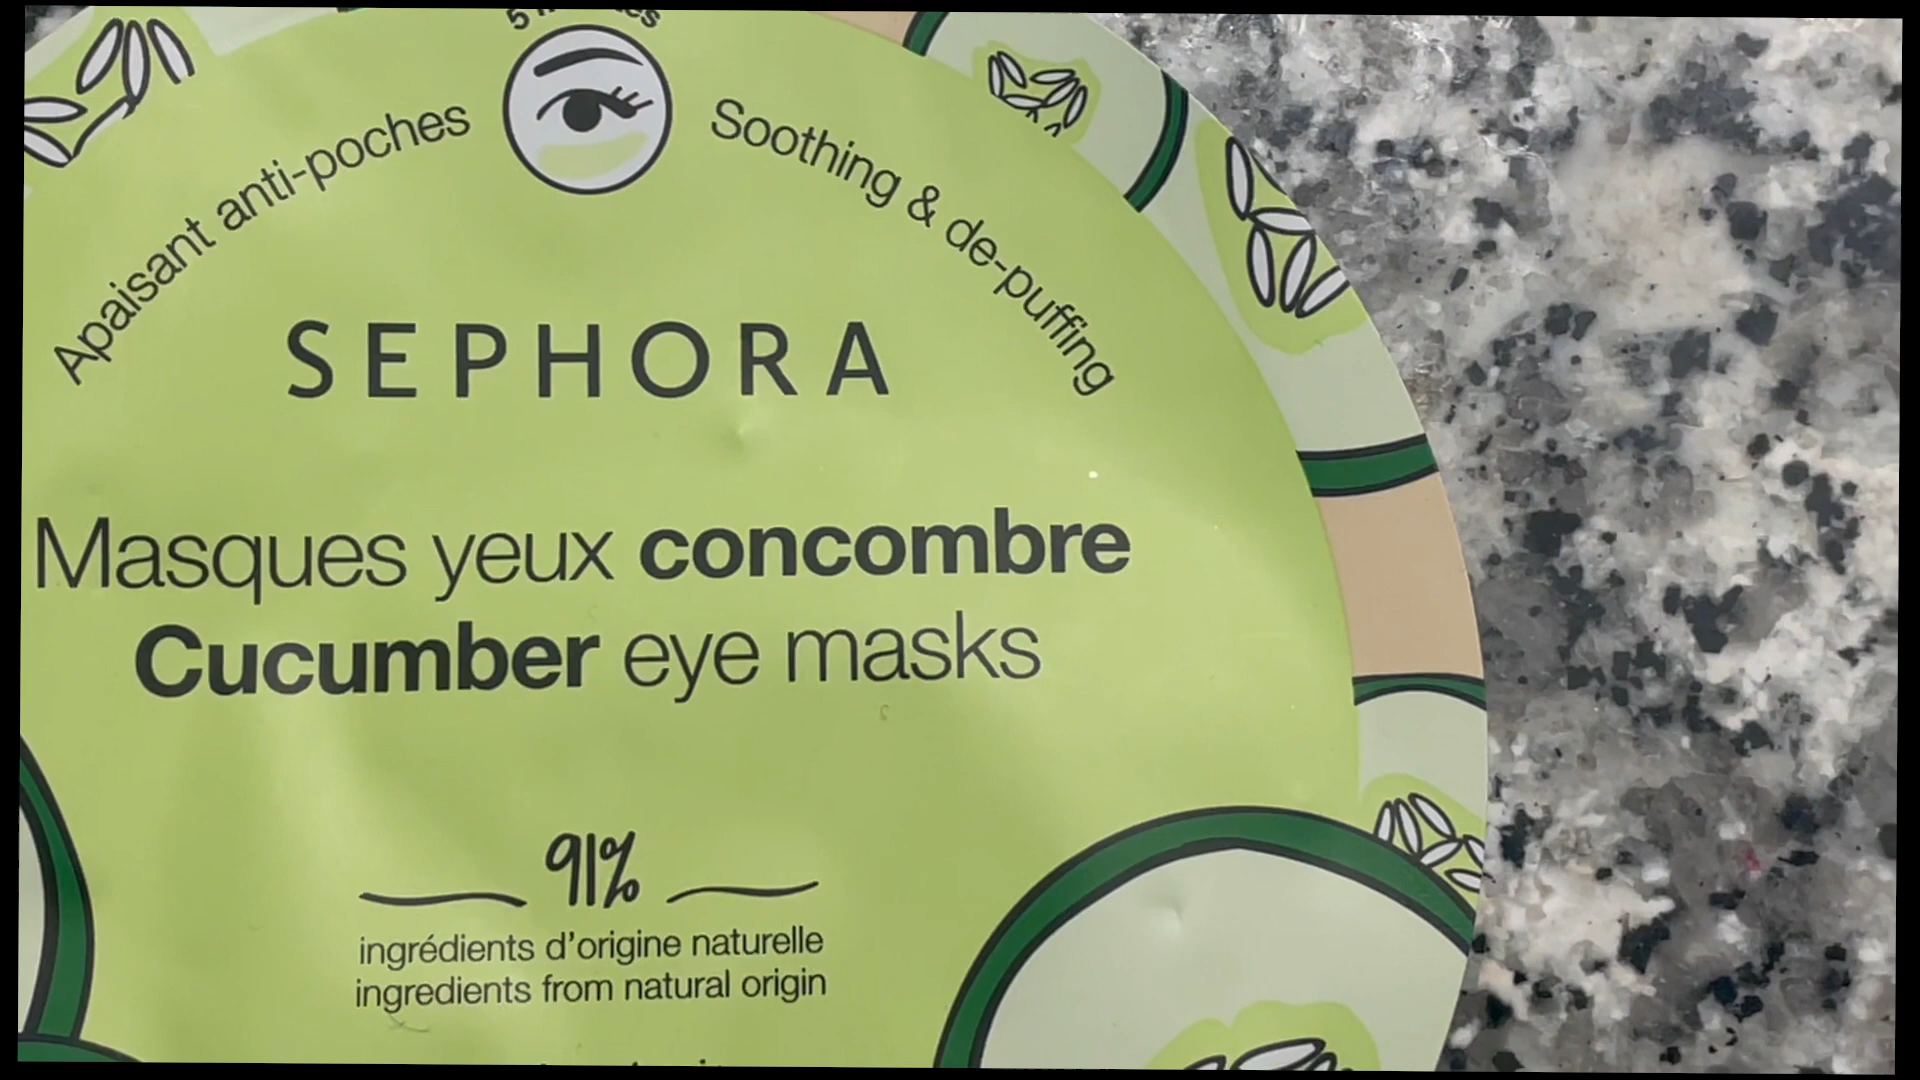 Apaisant anti-poches
Soothing & de-puffing
SEPHORA
Masques yeux concombre
Cucumber eye masks
91%
ingrédients d'origine naturelle
ingredients from natural origin